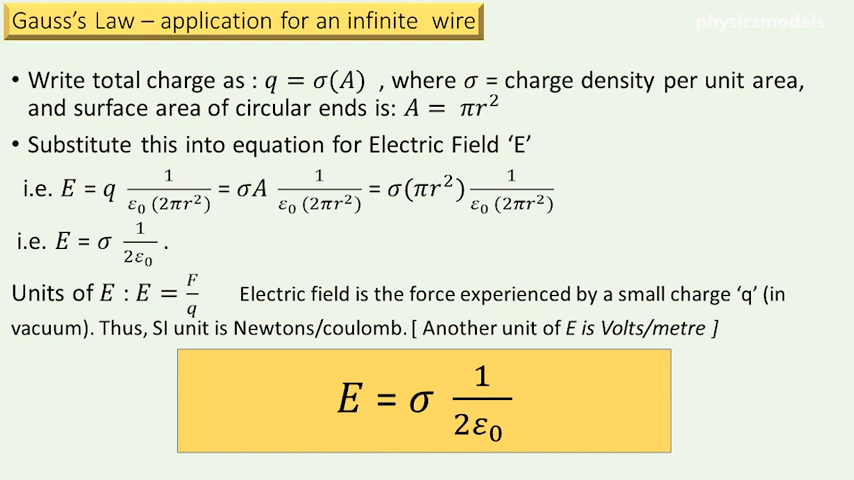 Gauss's Law – application for an infinite wire
physicsmodels
• Write total charge as : q = σ(A) , where σ = charge density per unit area,
and surface area of circular ends is: A = πr²
• Substitute this into equation for Electric Field ‘E’
i.e. E = q 1/(ε₀ (2πr²)) = σA 1/(ε₀ (2πr²)) = σ(πr²) 1/(ε₀ (2πr²))
i.e. E = σ 1/(2ε₀) .
Units of E : E = F/q Electric field is the force experienced by a small charge ‘q’ (in
vacuum). Thus, SI unit is Newtons/coulomb. [ Another unit of E is Volts/metre ]
E = σ 1/(2ε₀)